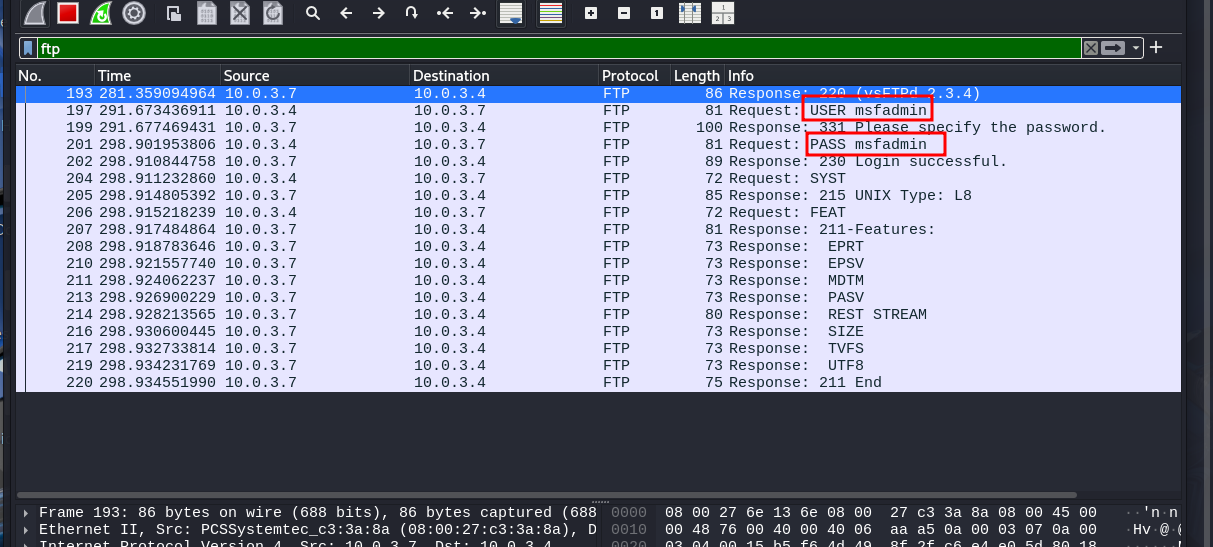 ftp
No. Time Source Destination Protocol Length Info
193 281.359094964 10.0.3.7 10.0.3.4 FTP 86 Response: 220 (vsFTPd 2.3.4)
197 291.673436911 10.0.3.4 10.0.3.7 FTP 81 Request: USER msfadmin
199 291.677469431 10.0.3.7 10.0.3.4 FTP 100 Response: 331 Please specify the password.
201 298.901953806 10.0.3.4 10.0.3.7 FTP 81 Request: PASS msfadmin
202 298.910844758 10.0.3.7 10.0.3.4 FTP 89 Response: 230 Login successful.
204 298.911232860 10.0.3.4 10.0.3.7 FTP 72 Request: SYST
205 298.914805392 10.0.3.7 10.0.3.4 FTP 85 Response: 215 UNIX Type: L8
206 298.915218239 10.0.3.4 10.0.3.7 FTP 72 Request: FEAT
207 298.917484864 10.0.3.7 10.0.3.4 FTP 81 Response: 211-Features:
208 298.918783646 10.0.3.7 10.0.3.4 FTP 73 Response: EPRT
210 298.921557740 10.0.3.7 10.0.3.4 FTP 73 Response: EPSV
211 298.924062237 10.0.3.7 10.0.3.4 FTP 73 Response: MDTM
213 298.926900229 10.0.3.7 10.0.3.4 FTP 73 Response: PASV
214 298.928213565 10.0.3.7 10.0.3.4 FTP 80 Response: REST STREAM
216 298.930600445 10.0.3.7 10.0.3.4 FTP 73 Response: SIZE
217 298.932733814 10.0.3.7 10.0.3.4 FTP 73 Response: TVFS
219 298.934231769 10.0.3.7 10.0.3.4 FTP 73 Response: UTF8
220 298.934551990 10.0.3.7 10.0.3.4 FTP 75 Response: 211 End
Frame 193: 86 bytes on wire (688 bits), 86 bytes captured (688 0000 08 00 27 6e 13 6e 08 00 27 c3 3a 8a 08 00 45 00 ··'n·n
Ethernet II, Src: PCSSystemtec_c3:3a:8a (08:00:27:c3:3a:8a), D 0010 00 48 76 00 40 00 40 06 aa a5 0a 00 03 07 0a 00 ·Hv·@·@
Internet Protocol Version 4, Src: 10.0.3.7, Dst: 10.0.3.4 0020 03 04 00 15 b5 f6 4d 49 8f 2f c6 e4 e0 5d 80 18